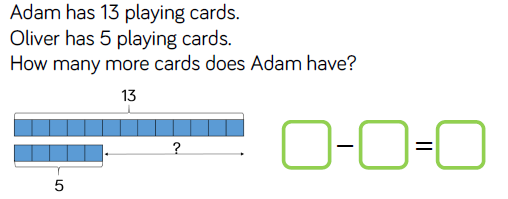 Adam has 13 playing cards.
Oliver has 5 playing cards.
How many more cards does Adam have?
13
?
5
- =